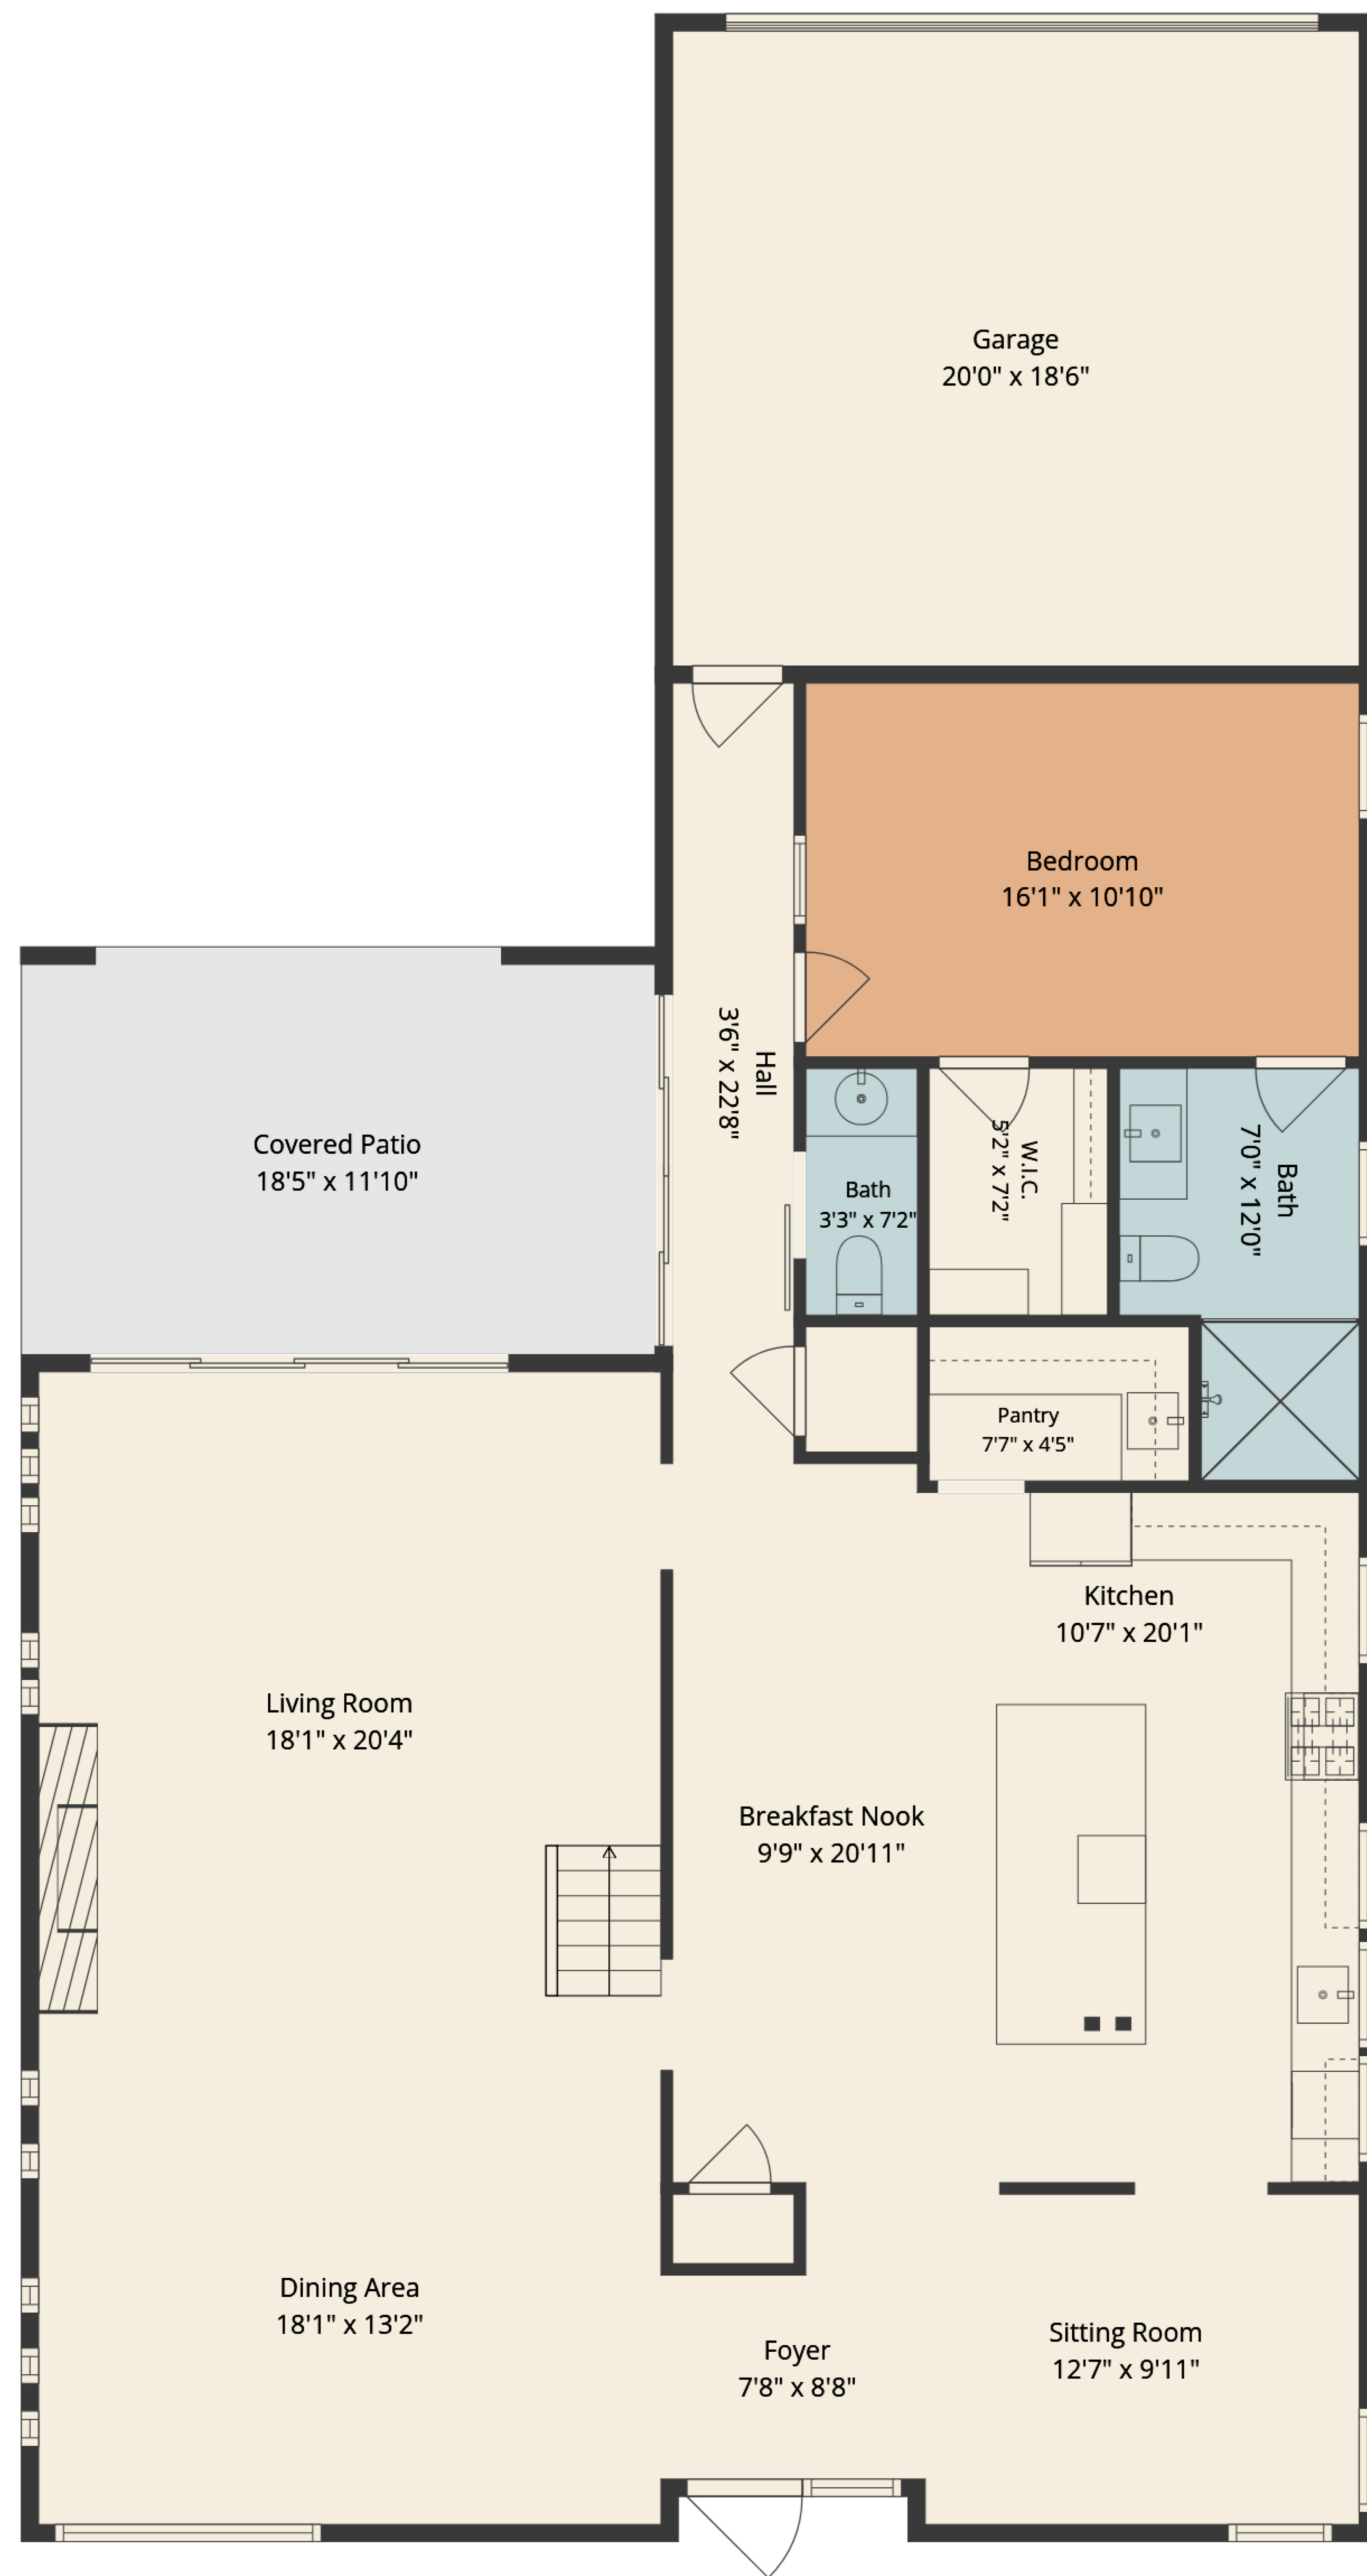 Garage
20'0" x 18'6"
Bedroom
16'1" x 10'10"
Hall
3'6" x 22'8"
Covered Patio
18'5" x 11'10"
Bath
3'3" x 7'2"
W.I.C.
5'2" x 7'2"
Bath
7'0" x 12'0"
Pantry
7'7" x 4'5"
Kitchen
10'7" x 20'1"
Living Room
18'1" x 20'4"
Breakfast Nook
9'9" x 20'11"
Dining Area
18'1" x 13'2"
Foyer
7'8" x 8'8"
Sitting Room
12'7" x 9'11"